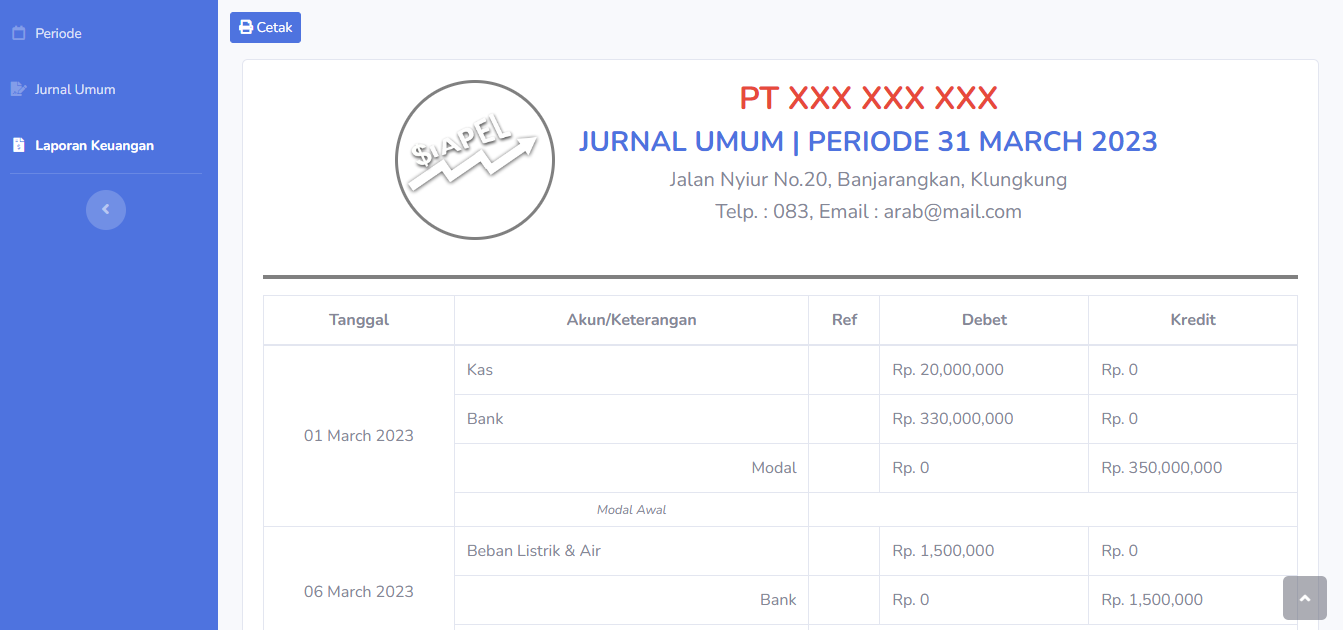 Periode
Jurnal Umum
Laporan Keuangan
Cetak
$iAPEL
PT XXX XXX XXX
JURNAL UMUM | PERIODE 31 MARCH 2023
Jalan Nyiur No.20, Banjarangkan, Klungkung
Telp. : 083, Email : arab@mail.com
Tanggal Akun/Keterangan Ref Debet Kredit
Kas Rp. 20,000,000 Rp. 0
Bank Rp. 330,000,000 Rp. 0
01 March 2023
Modal Rp. 0 Rp. 350,000,000
Modal Awal
Beban Listrik & Air Rp. 1,500,000 Rp. 0
06 March 2023
Bank Rp. 0 Rp. 1,500,000